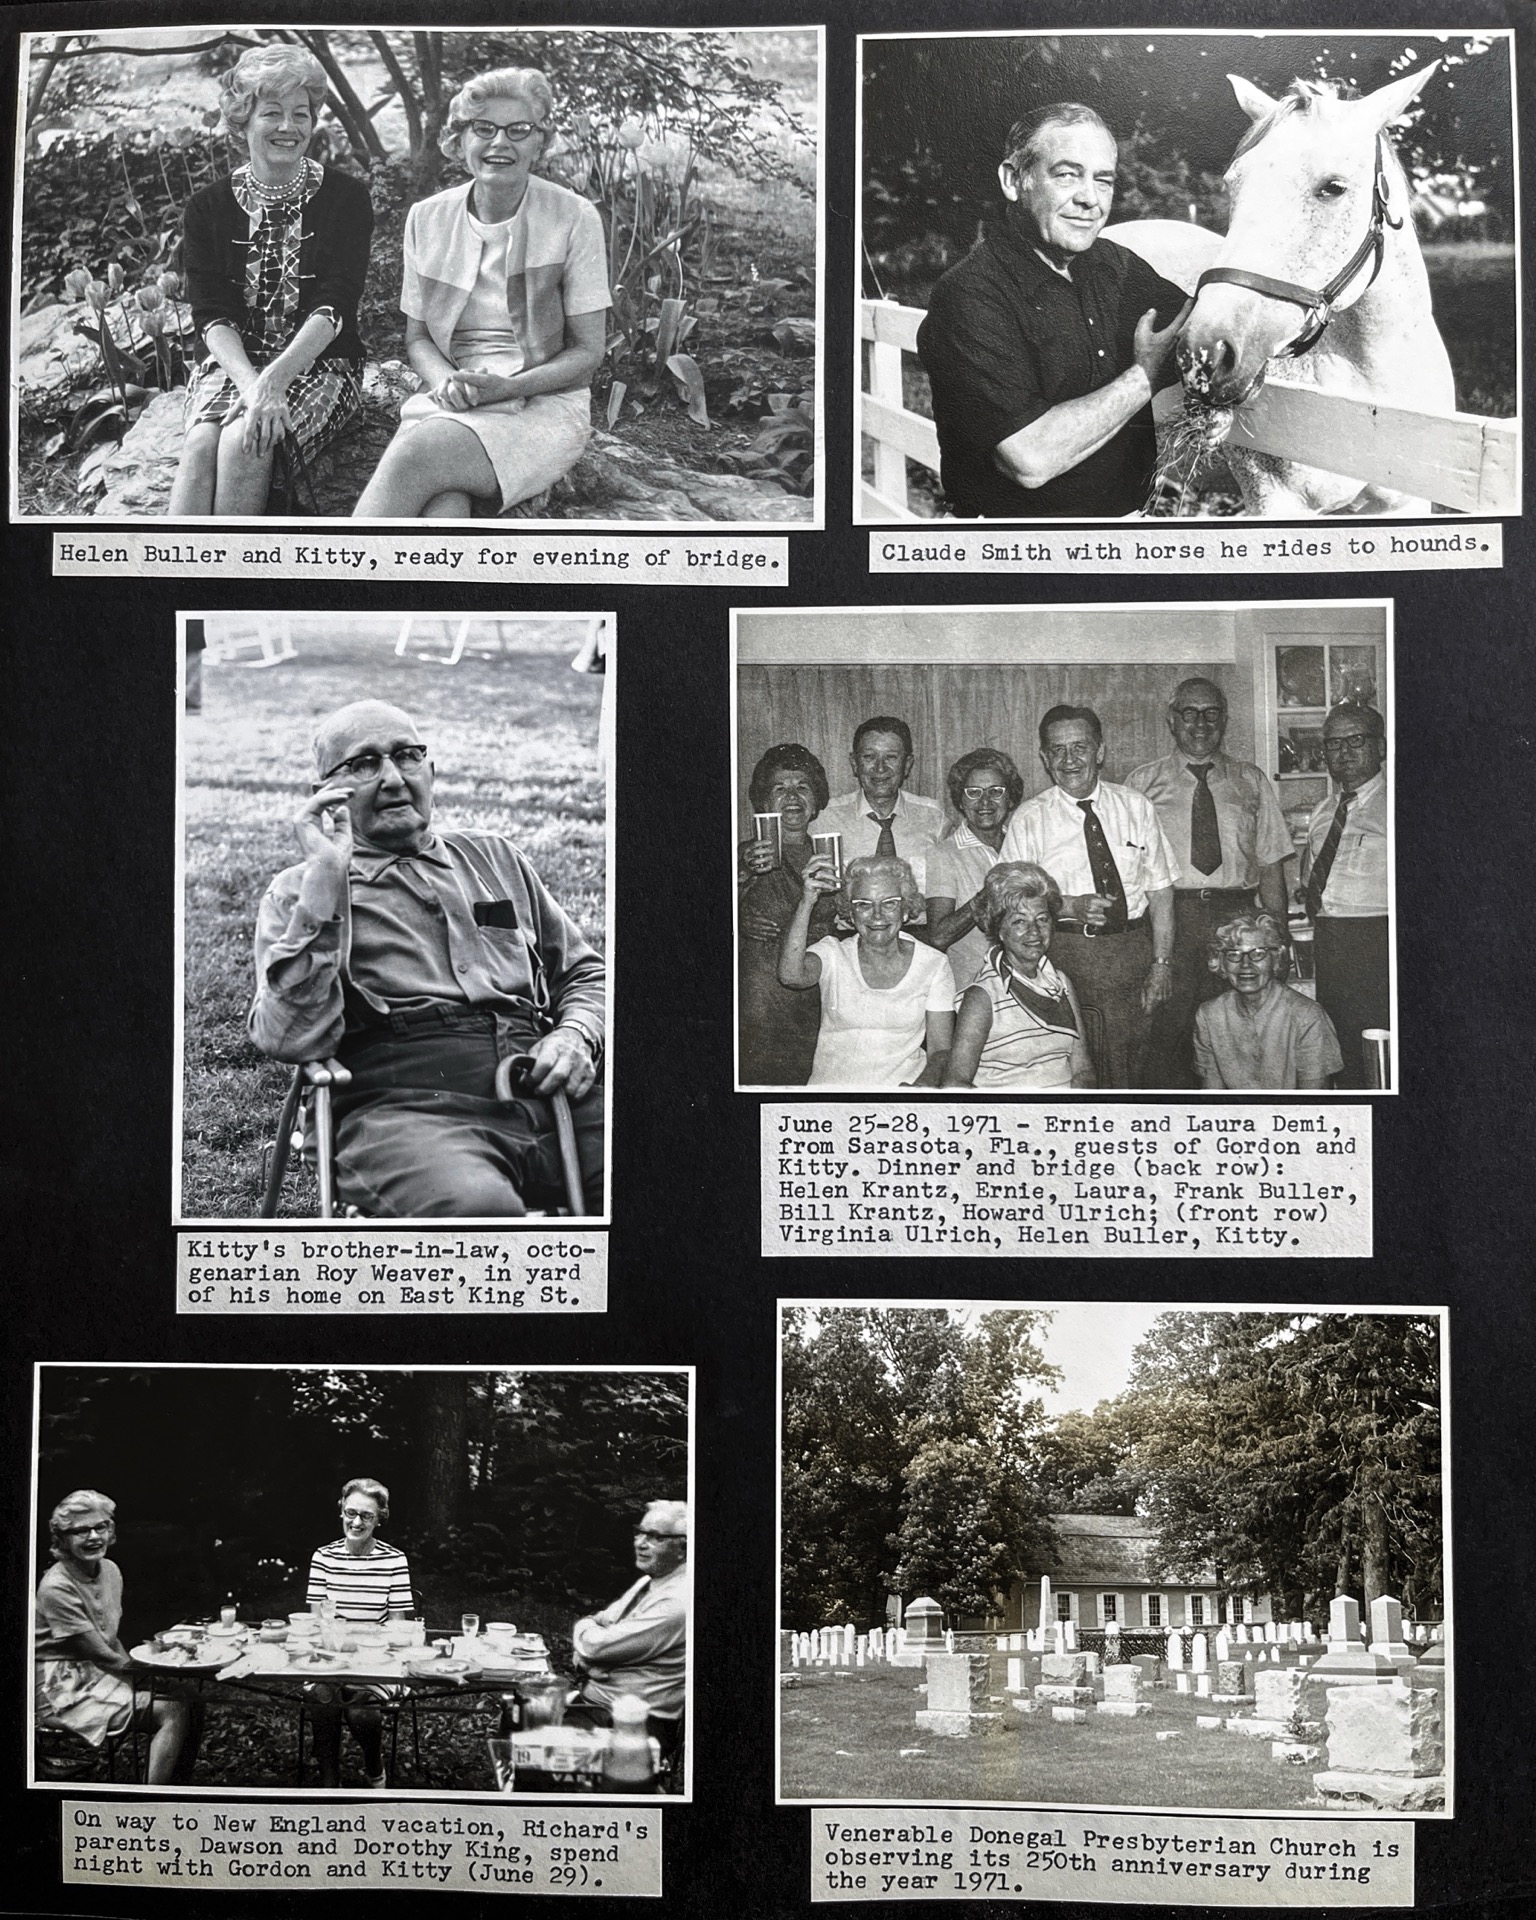 Helen Buller and Kitty, ready for evening of bridge.
Claude Smith with horse he rides to hounds.
Kitty's brother-in-law, octo-
genarian Roy Weaver, in yard
of his home on East King St.
June 25-28, 1971 - Ernie and Laura Demi,
from Sarasota, Fla., guests of Gordon and
Kitty. Dinner and bridge (back row):
Helen Krantz, Ernie, Laura, Frank Buller,
Bill Krantz, Howard Ulrich; (front row)
Virginia Ulrich, Helen Buller, Kitty.
19
On way to New England vacation, Richard's
parents, Dawson and Dorothy King, spend
night with Gordon and Kitty (June 29).
Venerable Donegal Presbyterian Church is
observing its 250th anniversary during
the year 1971.